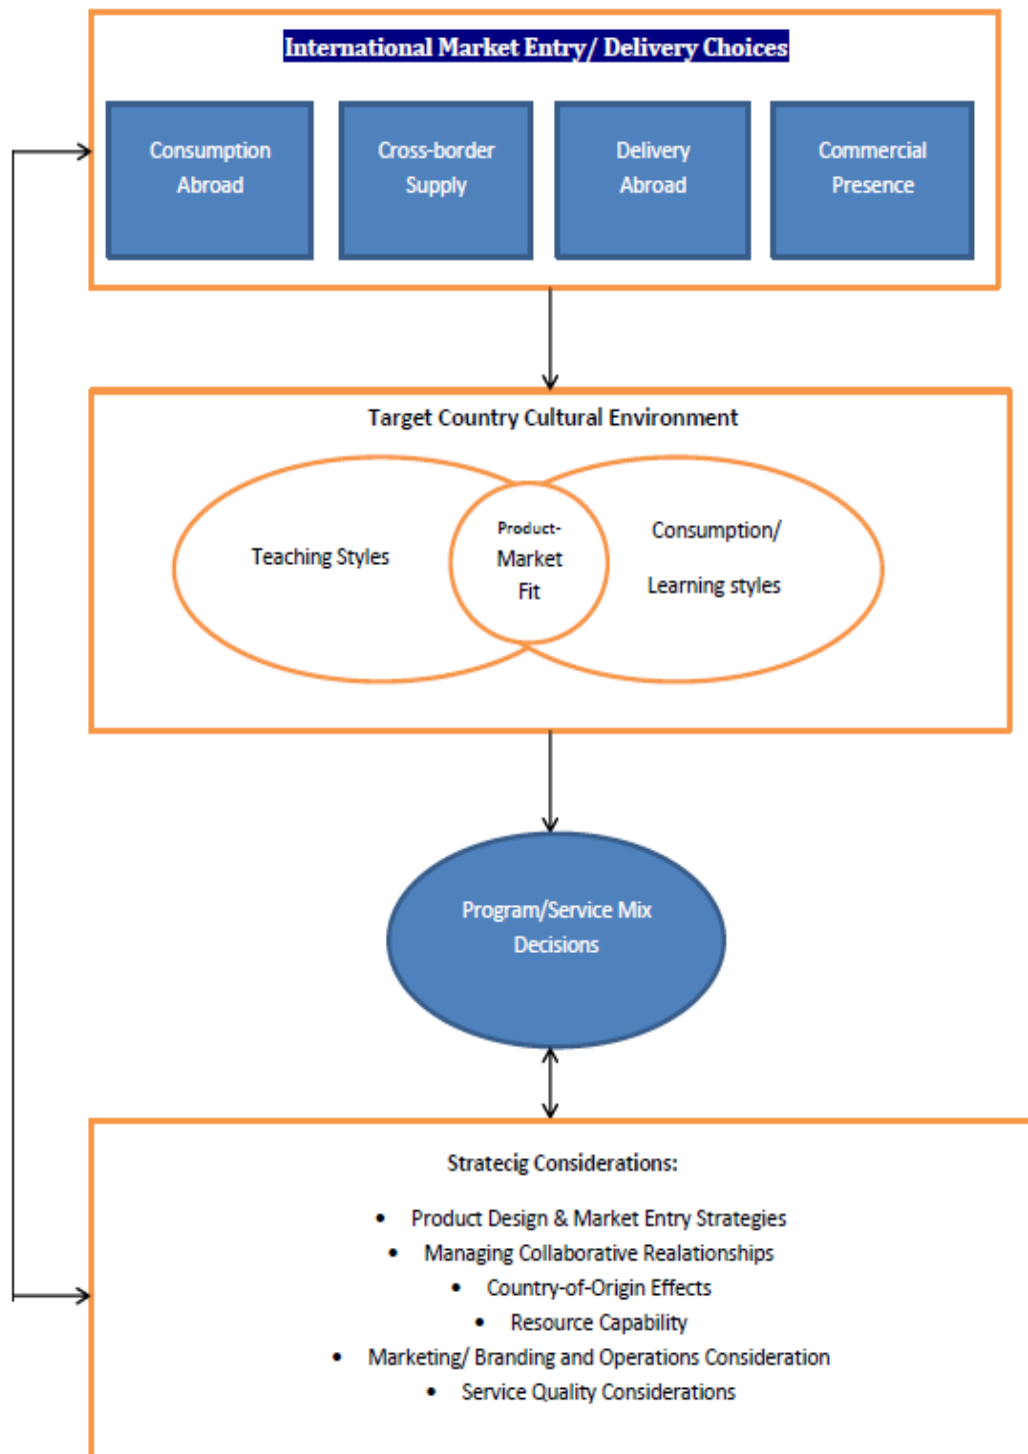 International Market Entry/ Delivery Choices
Consumption
Abroad
Cross-border
Supply
Delivery
Abroad
Commercial
Presence
Target Country Cultural Environment
Teaching Styles
Product-
Market
Fit
Consumption/
Learning styles
Program/Service Mix
Decisions
Stratecig Considerations:
• Product Design & Market Entry Strategies
• Managing Collaborative Realationships
• Country-of-Origin Effects
• Resource Capability
• Marketing/ Branding and Operations Consideration
• Service Quality Considerations